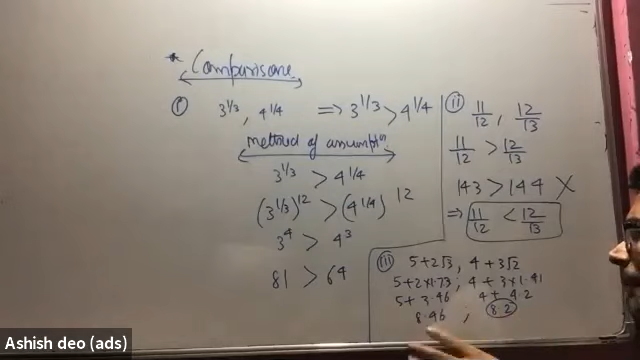 * Comparisone
① 3^1/3, 4^1/4 ⇒ 3^1/3 > 4^1/4
method of assumptn
3^1/3 > 4^1/4
(3^1/3)^12 > (4^1/4)^12
3^4 > 4^3
81 > 64
② 11/12, 12/13
11/12 > 12/13
143 > 144 X
⇒ 11/12 < 12/13
③ 5+2√3, 4+3√2
5+2×1.73; 4+3×1.41
5+3.46 4+4.2
8.46, 8.2
Ashish deo (ads)